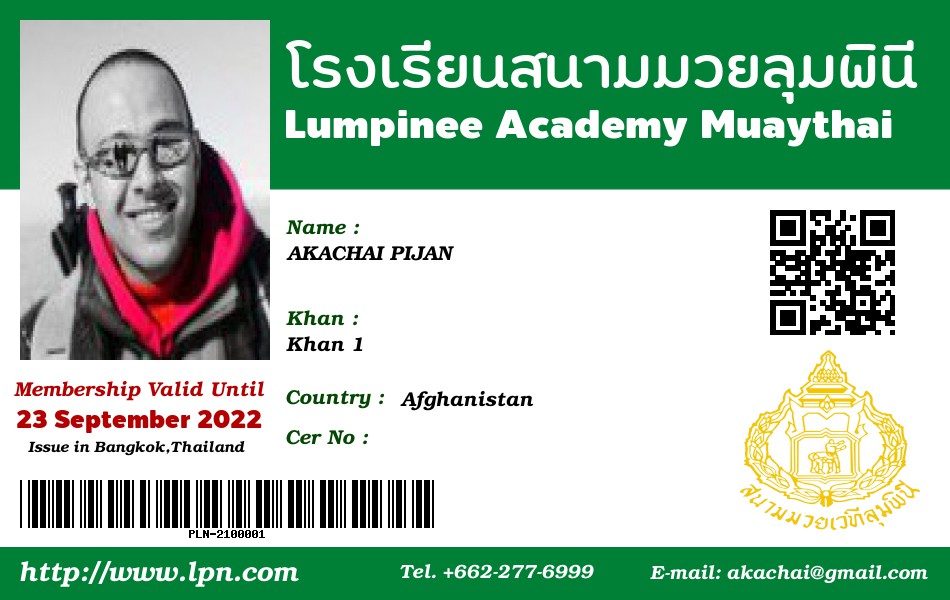 โรงเรียนสนามมวยลุมพินี
Lumpinee Academy Muaythai
Name :
AKACHAI PIJAN
Khan :
Khan 1
Country : Afghanistan
Cer No :
Membership Valid Until
23 September 2022
Issue in Bangkok,Thailand
PLN-2100001
สนามมวยเวทีลุมพินี
http://www.lpn.com
Tel. +662-277-6999
E-mail: akachai@gmail.com